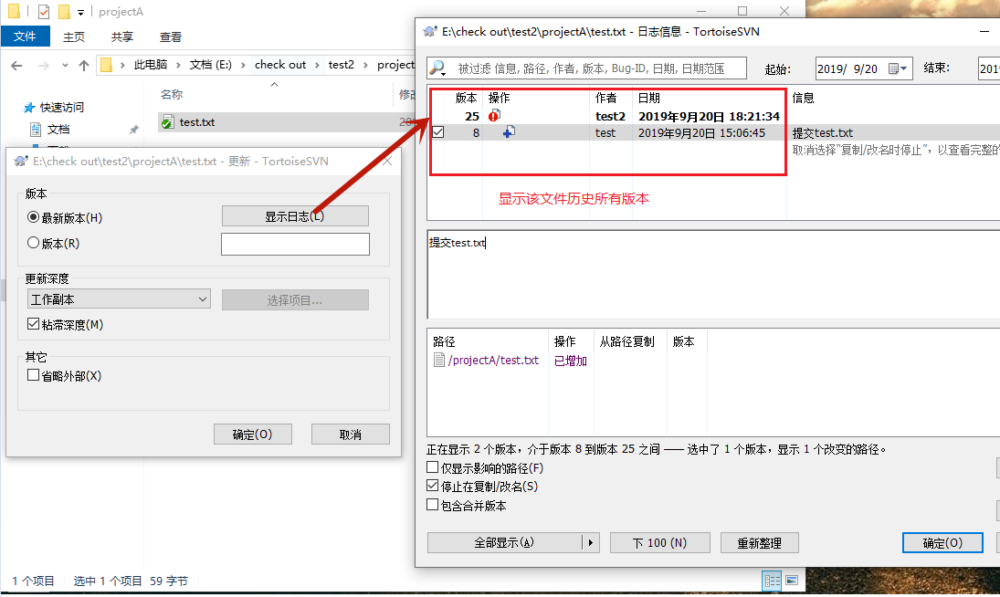 projectA
文件 主页 共享 查看
此电脑 文档 (E:) check out test2 project
快速访问
文档
名称
test.txt
E:\check out\test2\projectA\test.txt - 更新 - TortoiseSVN
版本
最新版本(H)
显示日志(L)
版本(R)
更新深度
工作副本
选择项目...
粘滞深度(M)
其它
省略外部(X)
确定(O) 取消
1 个项目 选中 1 个项目 59 字节
E:\check out\test2\projectA\test.txt - 日志信息 - TortoiseSVN
被过滤 信息, 路径, 作者, 版本, Bug-ID, 日期, 日期范围
起始: 2019/ 9/20 结束: 201
版本 操作 作者 日期 信息
25 test2 2019年9月20日 18:21:34
8 test 2019年9月20日 15:06:45 提交test.txt
取消选择“复制/改名时停止”，以查看完整的
显示该文件历史所有版本
提交test.txt
路径 操作 从路径复制 版本
/projectA/test.txt 已增加
正在显示 2 个版本，介于版本 8 到版本 25 之间 —— 选中了 1 个版本，显示 1 个改变的路径。
仅显示影响的路径(F)
停止在复制/改名(S)
包含合并版本
全部显示(A) 下 100 (N) 重新整理 确定(O)